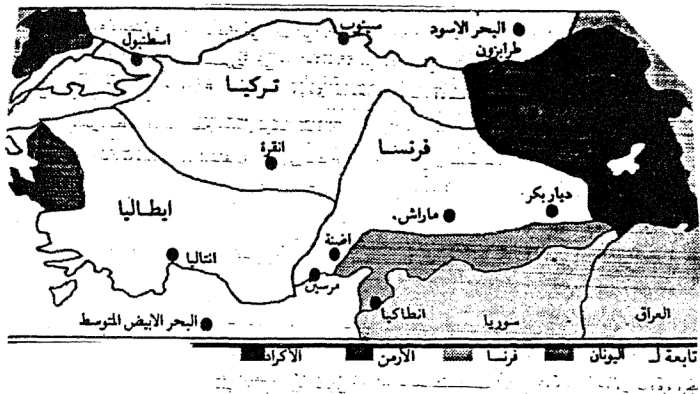 البحر الاسود
سينوب
طرابزون
اسطنبول
تركيا
فرنسا
انقرة
ديار بكر
ماراش
ايطاليا
اضنة
انتاليا
مرسين
انطاكيا
سوريا
العراق
البحر الابيض المتوسط
تابعة لـ اليونان فرنسا الأرمن الأكراد